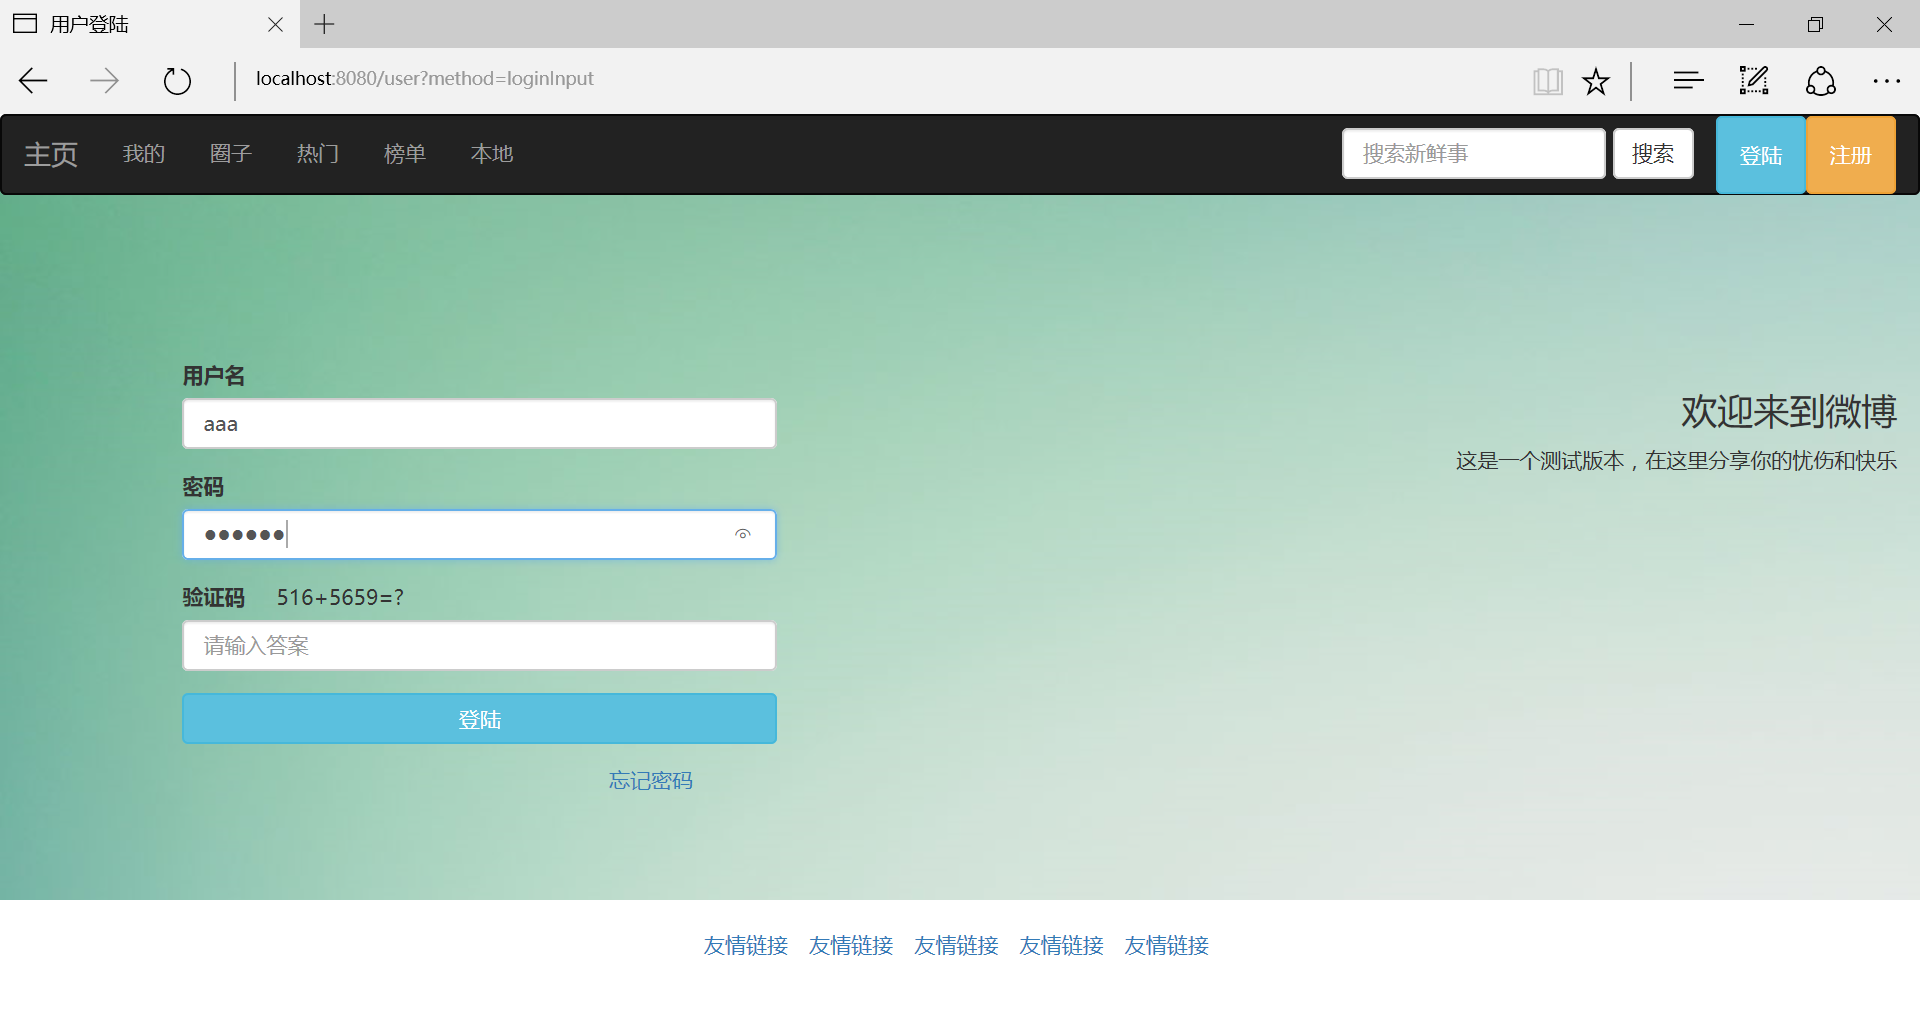 用户登陆
localhost:8080/user?method=loginInput
主页 我的 圈子 热门 榜单 本地 搜索新鲜事 搜索 登陆 注册
用户名
aaa
密码
●●●●●●
验证码 516+5659=?
请输入答案
登陆
忘记密码
欢迎来到微博
这是一个测试版本，在这里分享你的忧伤和快乐
友情链接 友情链接 友情链接 友情链接 友情链接